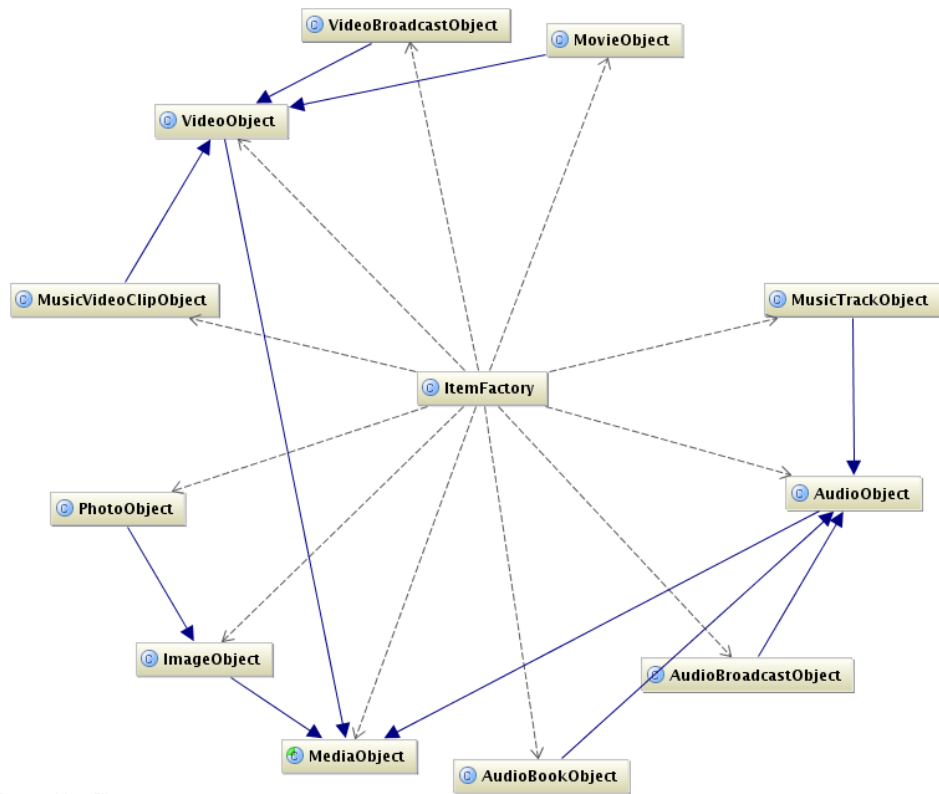 VideoBroadcastObject
MovieObject
VideoObject
MusicVideoClipObject
MusicTrackObject
ItemFactory
AudioObject
PhotoObject
ImageObject
AudioBroadcastObject
MediaObject
AudioBookObject